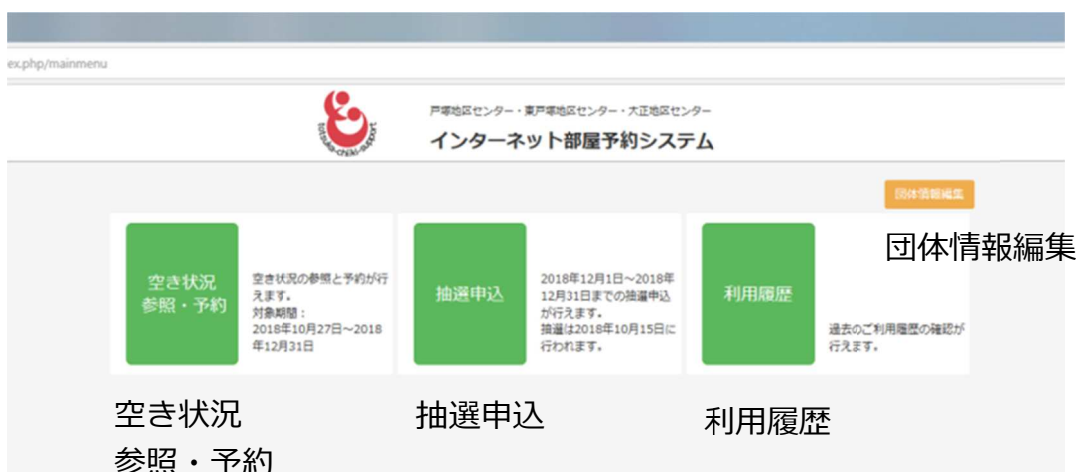 ex.php/mainmenu
totsuka-chiiki-support
戸塚地区センター・東戸塚地区センター・大正地区センター
インターネット部屋予約システム
団体情報編集
団体情報編集
空き状況
参照・予約
空き状況の参照と予約が行
えます。
対象期間：
2018年10月27日～2018
年12月31日
抽選申込
2018年12月1日～2018年
12月31日までの抽選申込
が行えます。
抽選は2018年10月15日に
行われます。
利用履歴
過去のご利用履歴の確認が
行えます。
空き状況
参照・予約
抽選申込
利用履歴